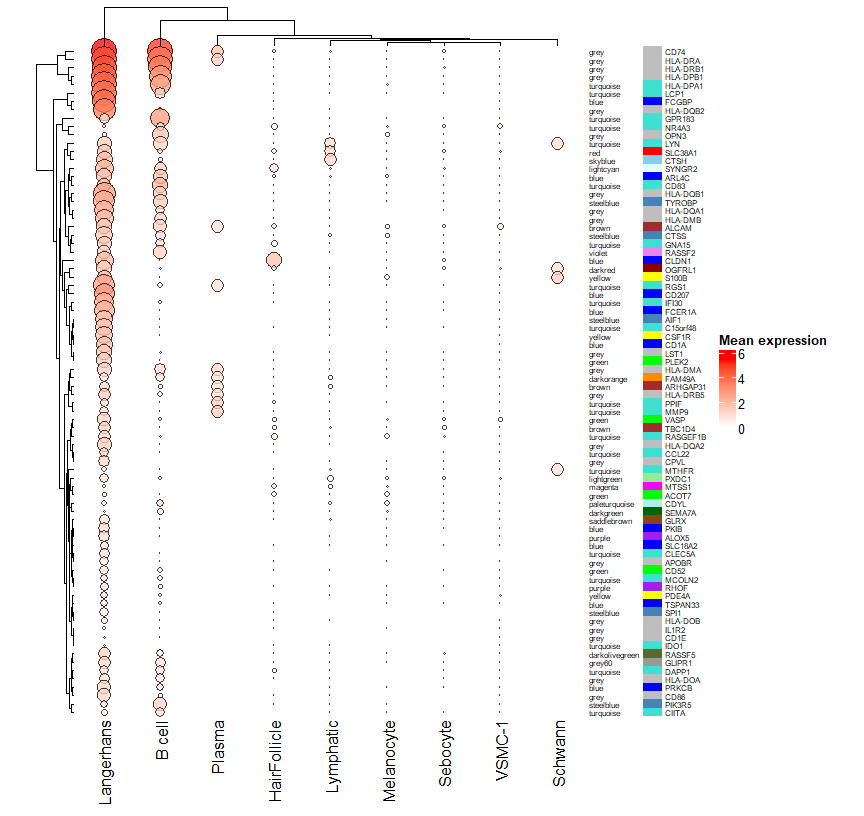 grey CD74
grey HLA-DRA
grey HLA-DRB1
grey HLA-DPB1
turquoise HLA-DPA1
turquoise LCP1
blue FCGBP
grey HLA-DQB2
turquoise GPR183
turquoise NR4A3
grey OPN3
turquoise LYN
red SLC38A1
skyblue CTSH
lightcyan SYNGR2
blue ARL4C
turquoise CD83
grey HLA-DQB1
steelblue TYROBP
grey HLA-DQA1
grey HLA-DMB
brown ALCAM
steelblue CTSS
turquoise GNA15
violet RASSF2
blue CLDN1
darkred OGFRL1
yellow S100B
turquoise RGS1
blue CD207
turquoise IFI30
blue FCER1A
steelblue AIF1
turquoise C15orf48
yellow CSF1R
blue CD1A
grey LST1
green PLEK2
grey HLA-DMA
darkorange FAM49A
brown ARHGAP31
grey HLA-DRB5
turquoise PPIF
turquoise MMP9
green VASP
brown TBC1D4
turquoise RASGEF1B
grey HLA-DQA2
turquoise CCL22
grey CPVL
turquoise MTHFR
lightgreen PXDC1
magenta MTSS1
green ACOT7
paleturquoise CDYL
darkgreen SEMA7A
saddlebrown GLRX
blue PKIB
purple ALOX5
blue SLC18A2
turquoise CLEC5A
grey APOBR
green CD52
turquoise MCOLN2
purple RHOF
yellow PDE4A
blue TSPAN33
steelblue SPI1
grey HLA-DOB
grey IL1R2
grey CD1E
turquoise IDO1
darkolivegreen RASSF5
grey60 GLIPR1
turquoise DAPP1
grey HLA-DOA
blue PRKCB
grey CD86
steelblue PIK3R5
turquoise CIITA
Mean expression
6
4
2
0
Langerhans
B cell
Plasma
HairFollicle
Lymphatic
Melanocyte
Sebocyte
VSMC-1
Schwann